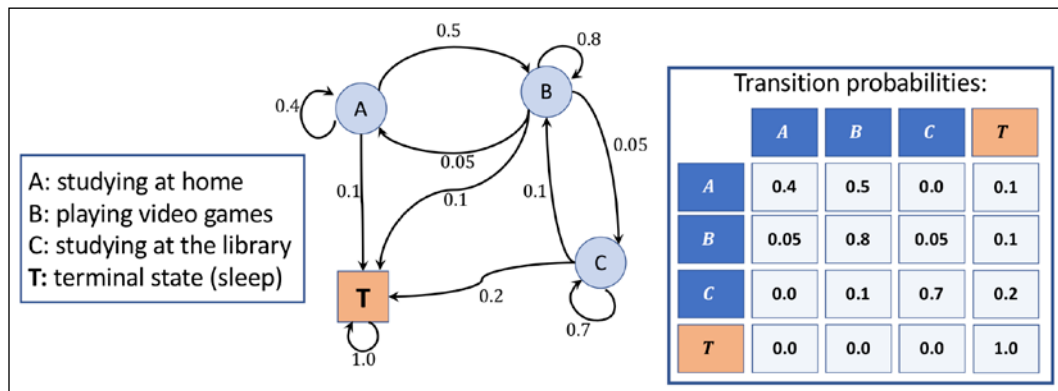 0.5
0.8
0.4
A
B
0.05
0.05
0.1
0.1
0.1
A: studying at home
B: playing video games
C: studying at the library
T: terminal state (sleep)
T
0.2
C
1.0
0.7
Transition probabilities:
A B C T
A 0.4 0.5 0.0 0.1
B 0.05 0.8 0.05 0.1
C 0.0 0.1 0.7 0.2
T 0.0 0.0 0.0 1.0